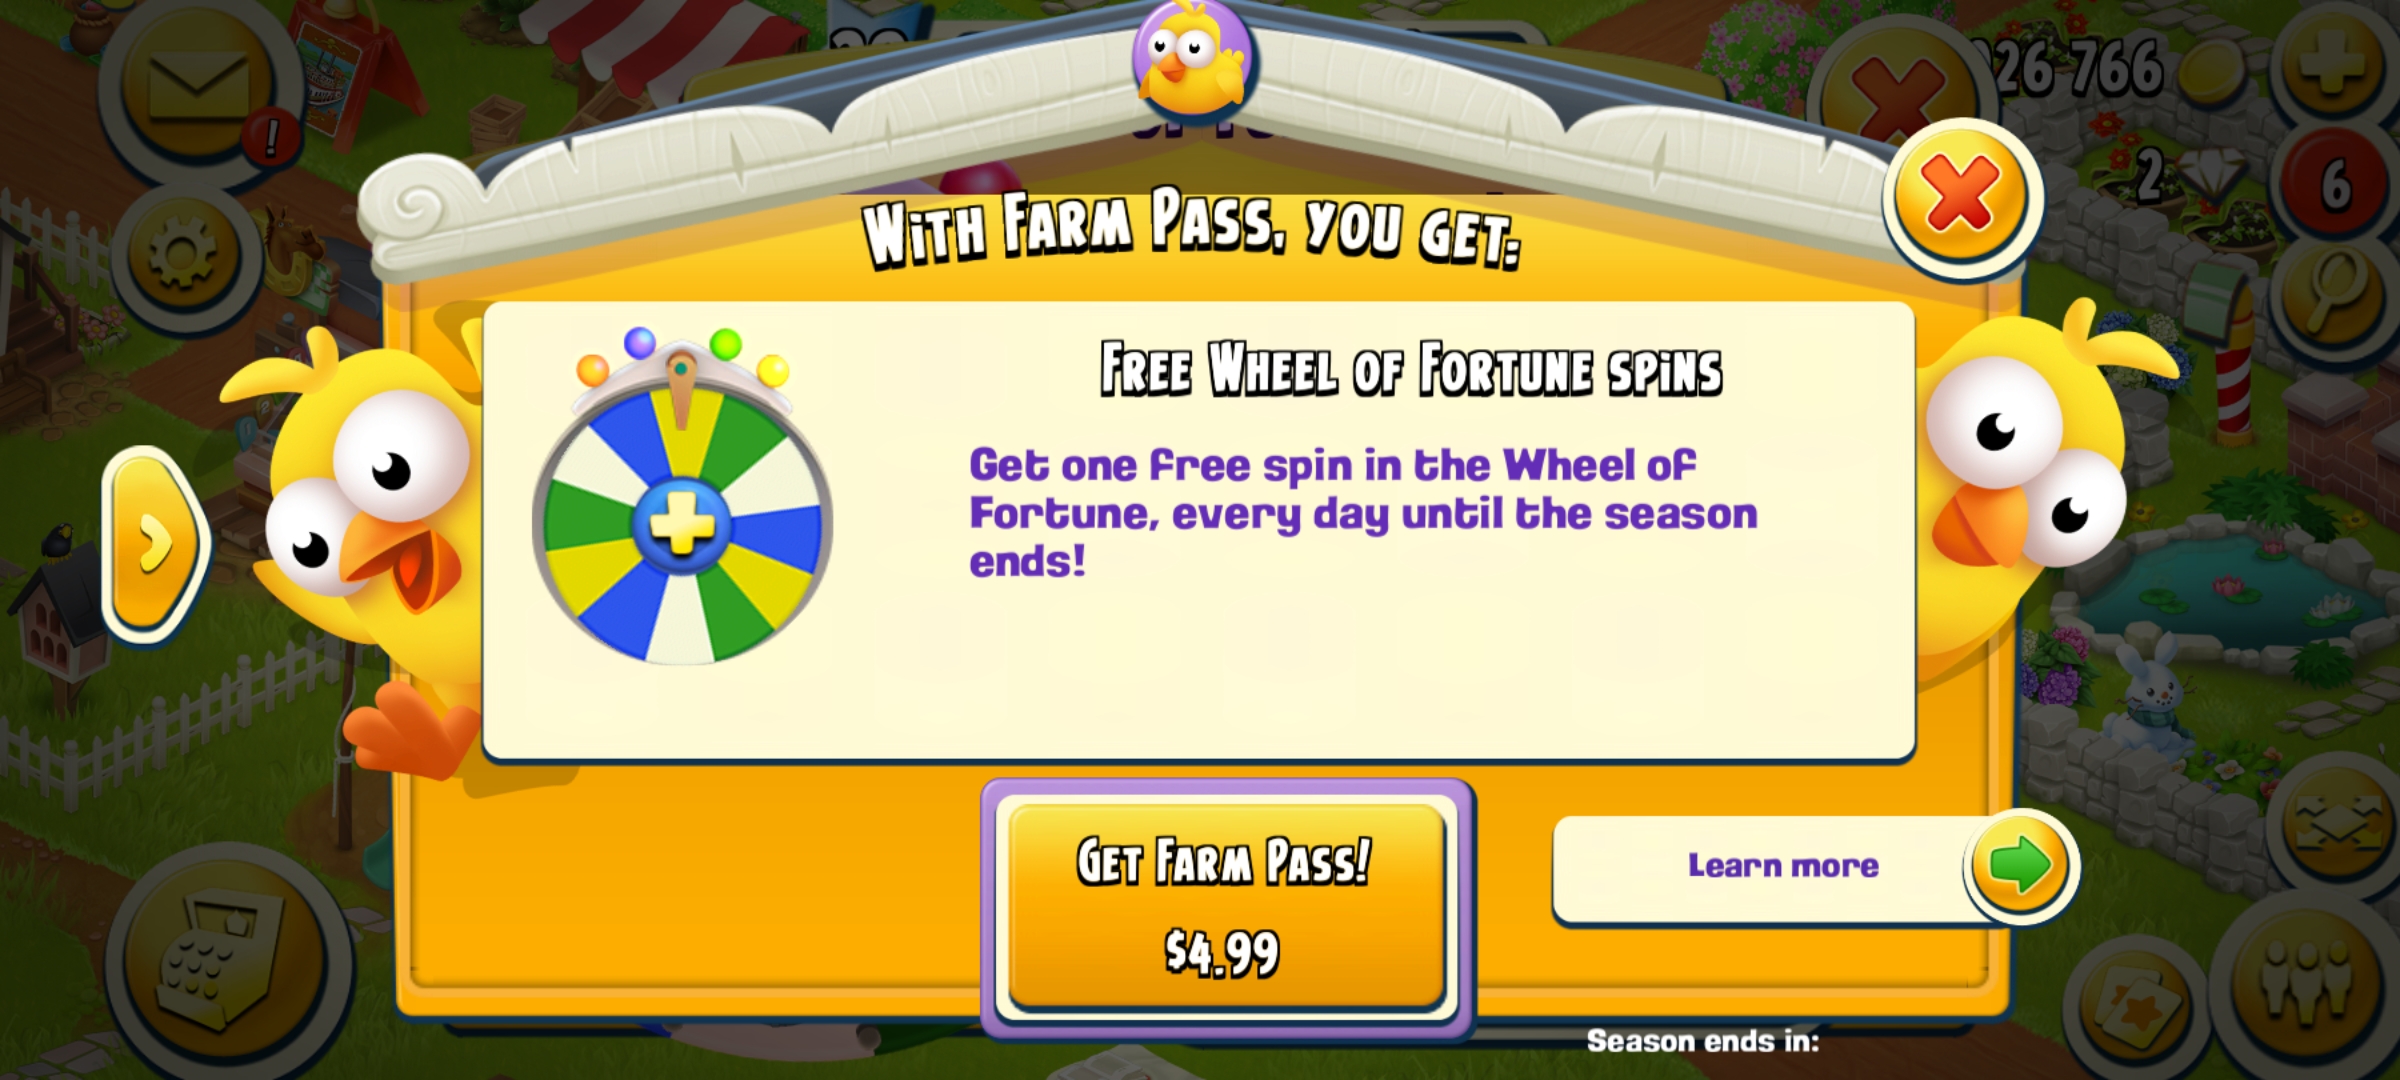 26 766
2
6
With Farm Pass, you get:
Free Wheel of Fortune spins
Get one free spin in the Wheel of
Fortune, every day until the season
ends!
Get Farm Pass!
$4.99
Learn more
Season ends in: